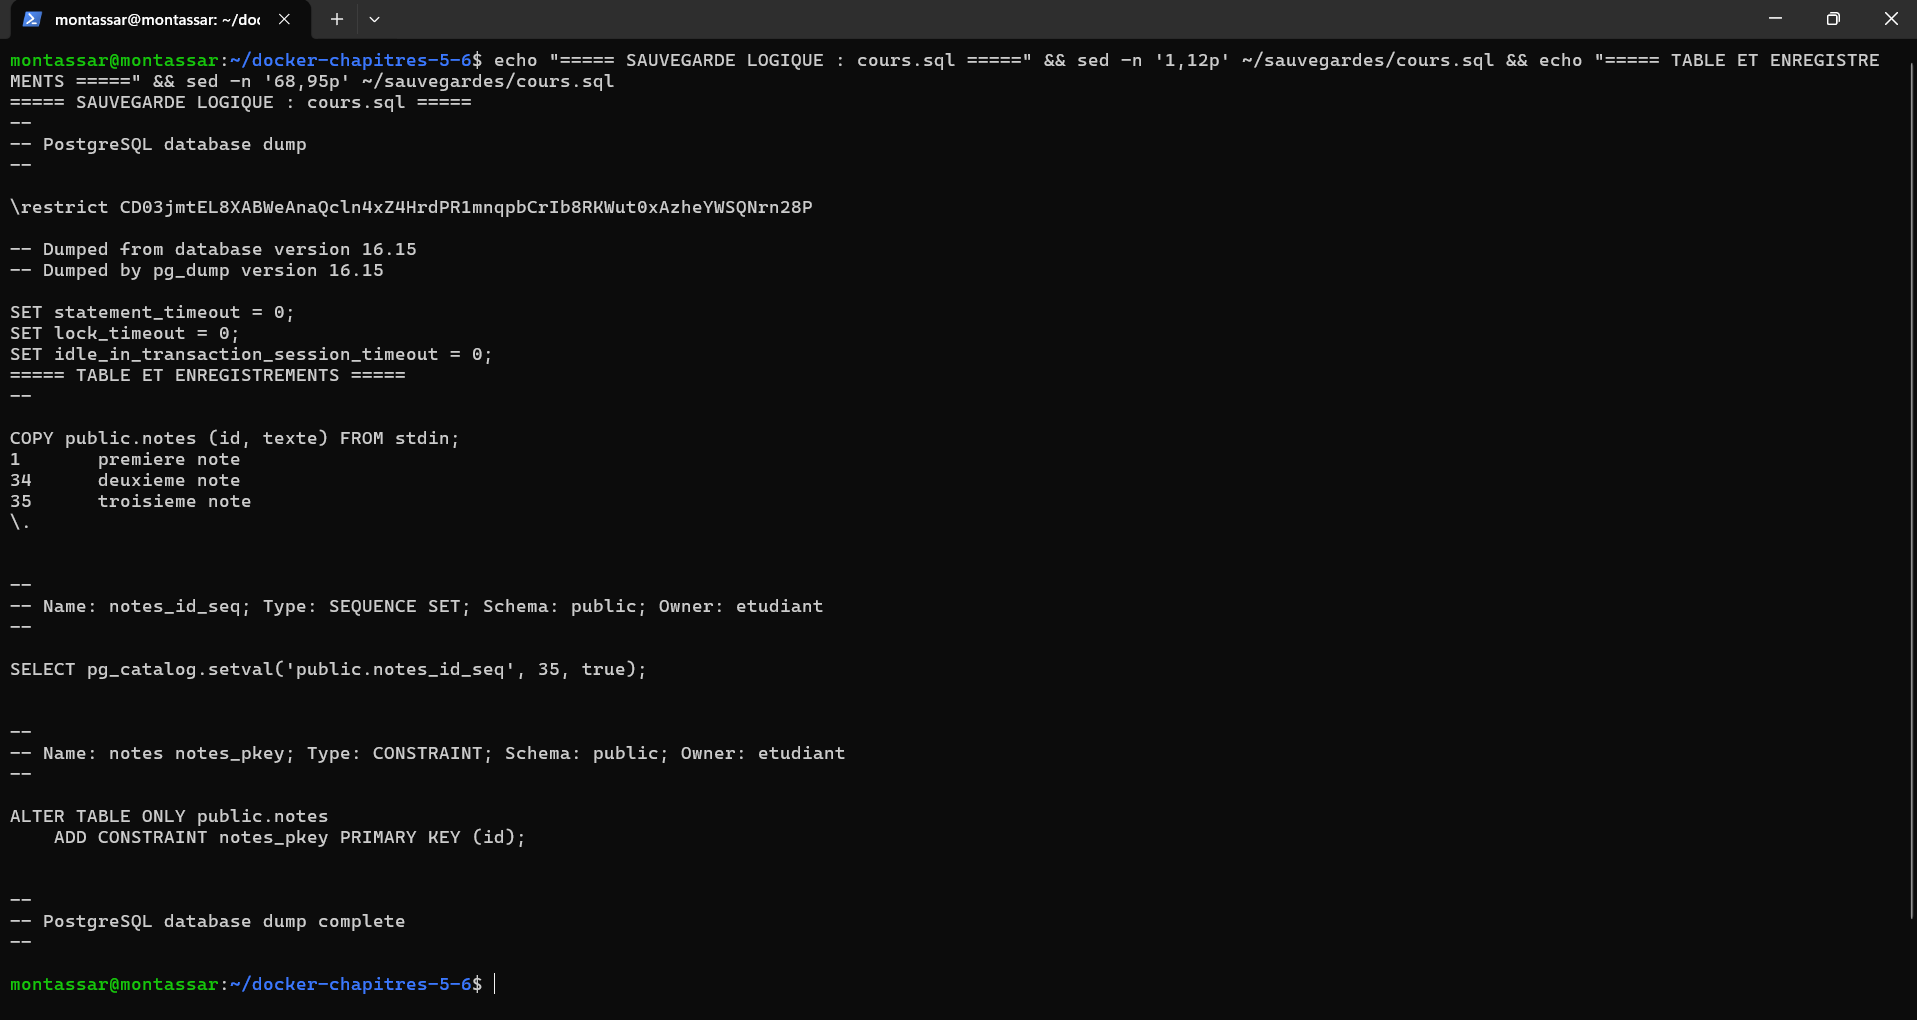 montassar@montassar: ~/doc
montassar@montassar:~/docker-chapitres-5-6$ echo "===== SAUVEGARDE LOGIQUE : cours.sql =====" && sed -n '1,12p' ~/sauvegardes/cours.sql && echo "===== TABLE ET ENREGISTRE
MENTS =====" && sed -n '68,95p' ~/sauvegardes/cours.sql
===== SAUVEGARDE LOGIQUE : cours.sql =====
--
-- PostgreSQL database dump
--
\restrict CD03jmtEL8XABWeAnaQcln4xZ4HrdPR1mnqpbCrIb8RKWut0xAzheYWSQNrn28P
-- Dumped from database version 16.15
-- Dumped by pg_dump version 16.15
SET statement_timeout = 0;
SET lock_timeout = 0;
SET idle_in_transaction_session_timeout = 0;
===== TABLE ET ENREGISTREMENTS =====
--
COPY public.notes (id, texte) FROM stdin;
1       premiere note
34      deuxieme note
35      troisieme note
\.
--
-- Name: notes_id_seq; Type: SEQUENCE SET; Schema: public; Owner: etudiant
--
SELECT pg_catalog.setval('public.notes_id_seq', 35, true);
--
-- Name: notes notes_pkey; Type: CONSTRAINT; Schema: public; Owner: etudiant
--
ALTER TABLE ONLY public.notes
    ADD CONSTRAINT notes_pkey PRIMARY KEY (id);
--
-- PostgreSQL database dump complete
--
montassar@montassar:~/docker-chapitres-5-6$